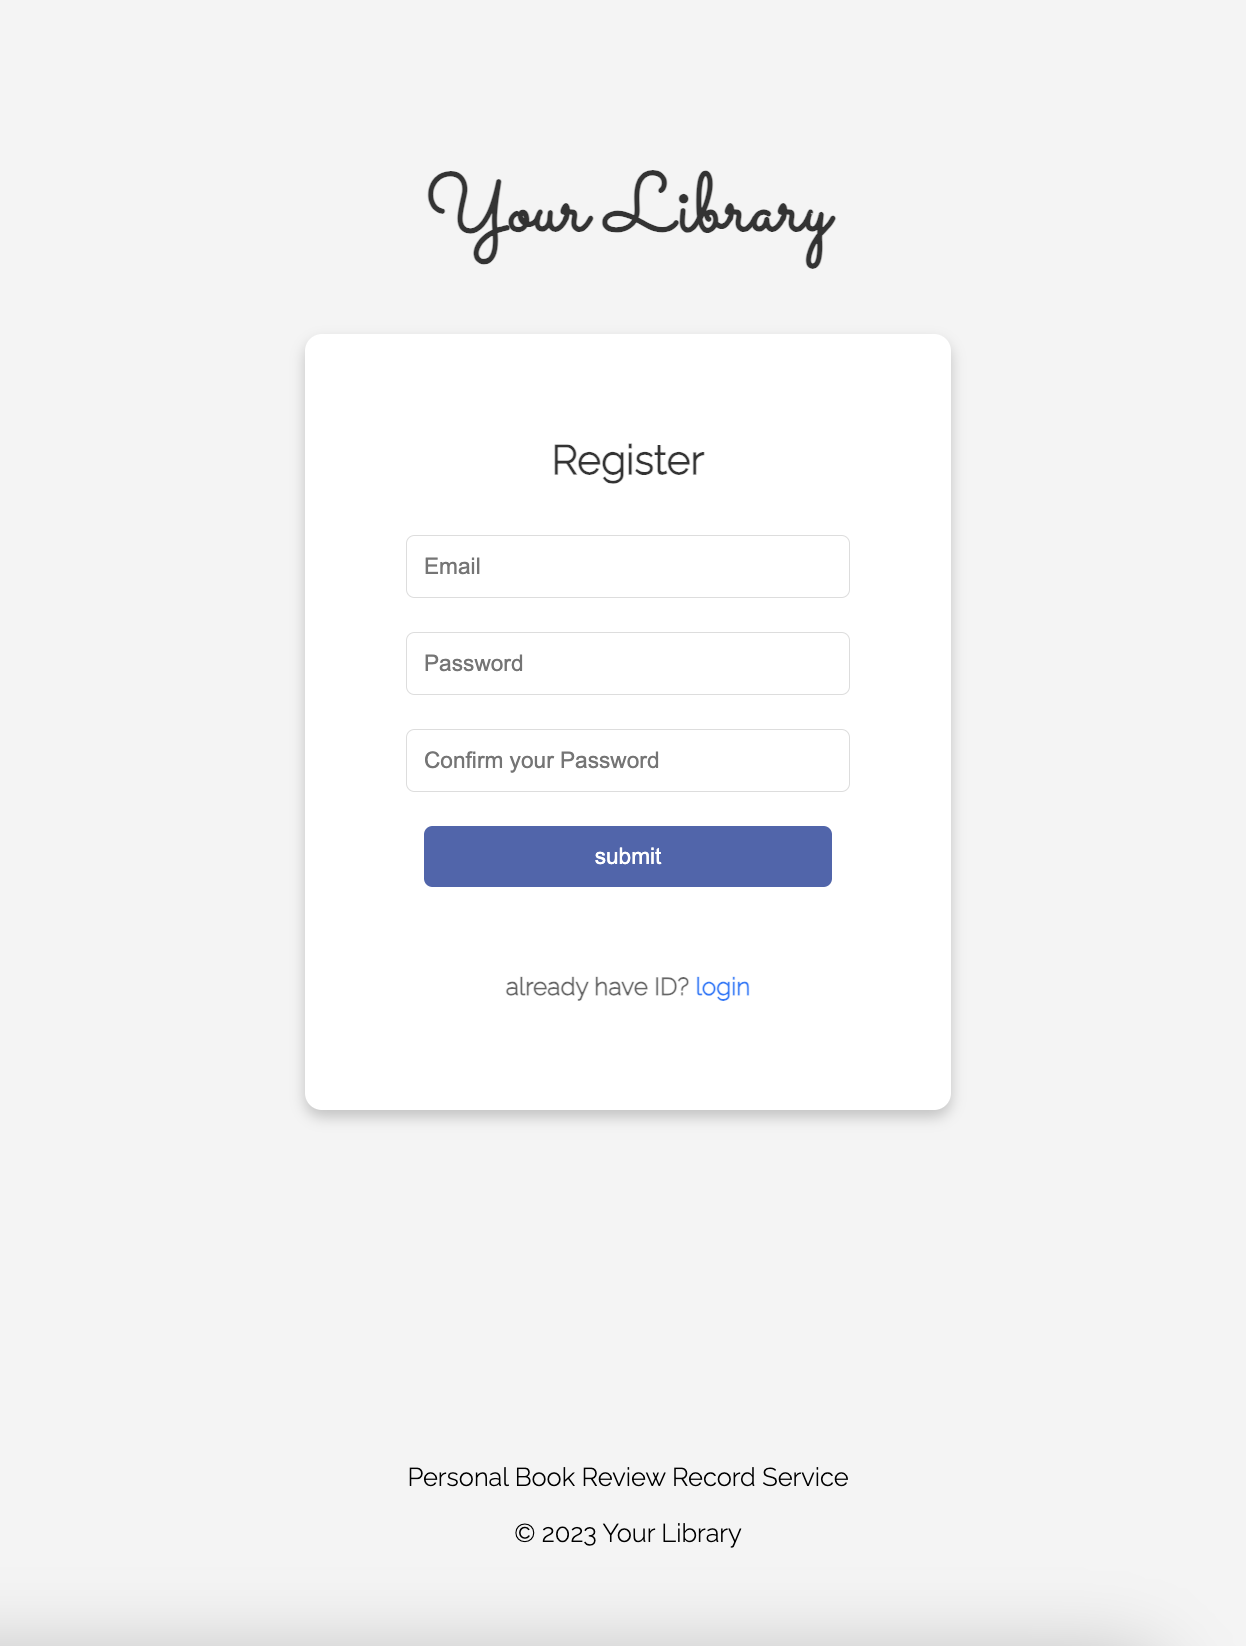 Your Library
Register
Email
Password
Confirm your Password
submit
already have ID? login
Personal Book Review Record Service
© 2023 Your Library